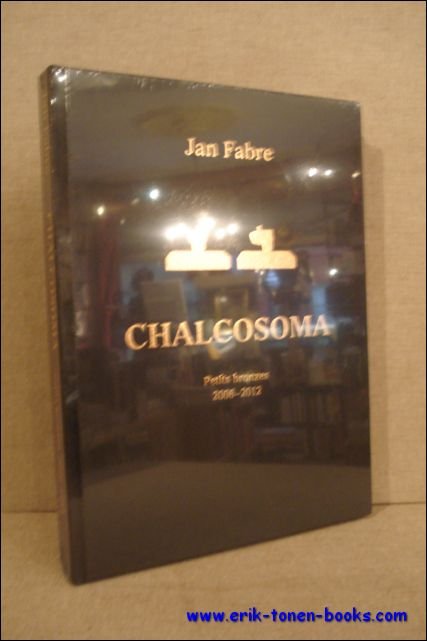 Jan Fabre
CHALCOSOMA
Petits bronzes
2006-2012
www.erik-tonen-books.com